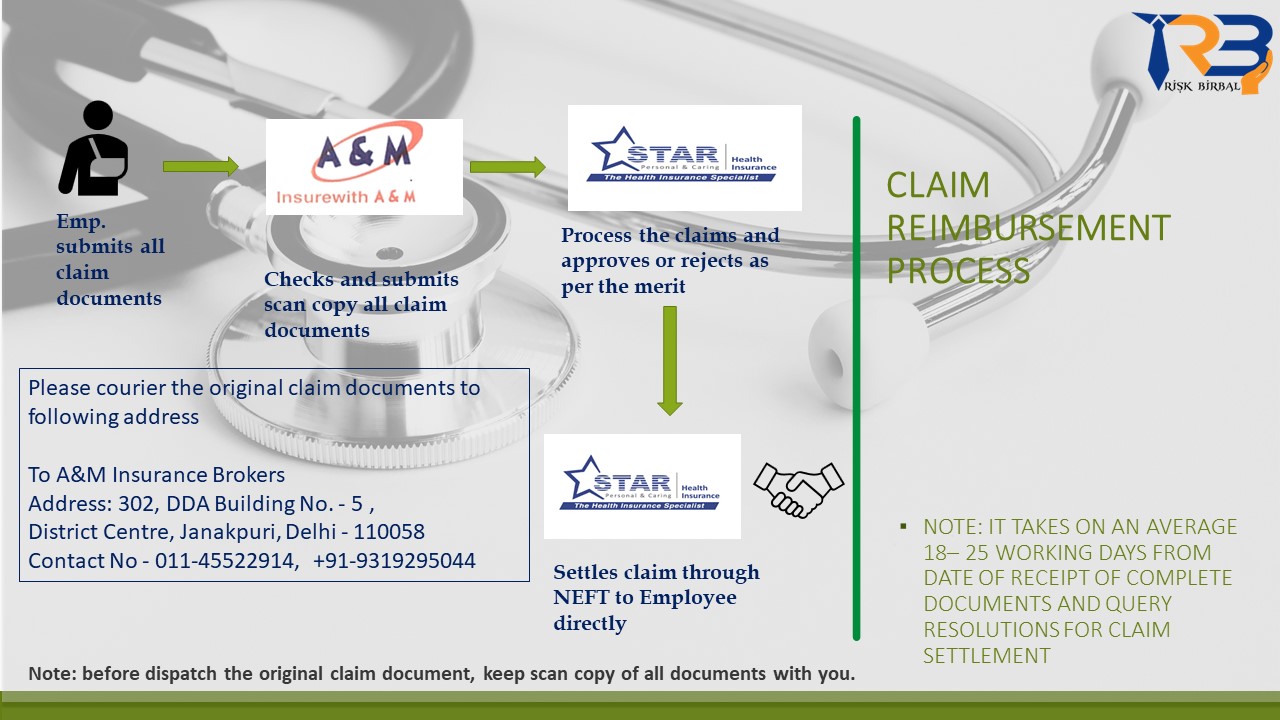 RISK BIRBAL
A & M
Insurewith A & M
STAR
Personal & Caring
Health
Insurance
The Health Insurance Specialist
Emp.
submits all
claim
documents
Checks and submits
scan copy all claim
documents
Process the claims and
approves or rejects as
per the merit
CLAIM
REIMBURSEMENT
PROCESS
Please courier the original claim documents to
following address
To A&M Insurance Brokers
Address: 302, DDA Building No. - 5 ,
District Centre, Janakpuri, Delhi - 110058
Contact No - 011-45522914, +91-9319295044
STAR
Personal & Caring
Health
Insurance
The Health Insurance Specialist
Settles claim through
NEFT to Employee
directly
▪ NOTE: IT TAKES ON AN AVERAGE
18– 25 WORKING DAYS FROM
DATE OF RECEIPT OF COMPLETE
DOCUMENTS AND QUERY
RESOLUTIONS FOR CLAIM
SETTLEMENT
Note: before dispatch the original claim document, keep scan copy of all documents with you.